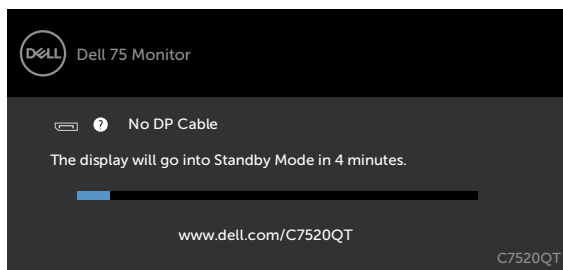 DELL
Dell 75 Monitor
? No DP Cable
The display will go into Standby Mode in 4 minutes.
www.dell.com/C7520QT
C7520QT